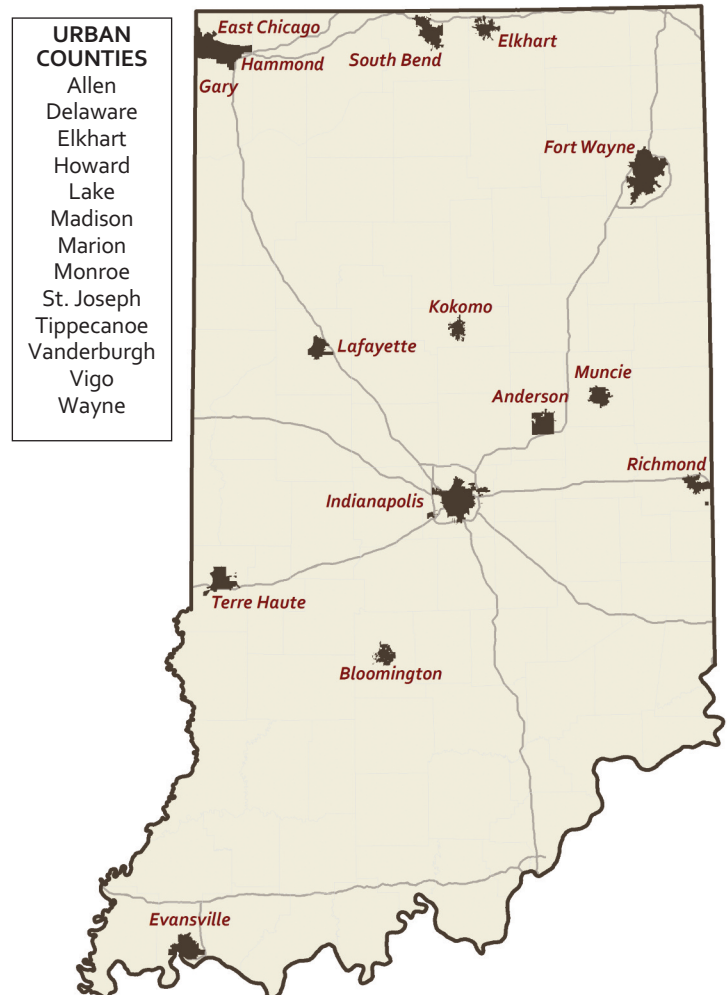 URBAN
COUNTIES
Allen
Delaware
Elkhart
Howard
Lake
Madison
Marion
Monroe
St. Joseph
Tippecanoe
Vanderburgh
Vigo
Wayne
East Chicago
Hammond
Gary
South Bend
Elkhart
Fort Wayne
Kokomo
Lafayette
Muncie
Anderson
Richmond
Indianapolis
Terre Haute
Bloomington
Evansville